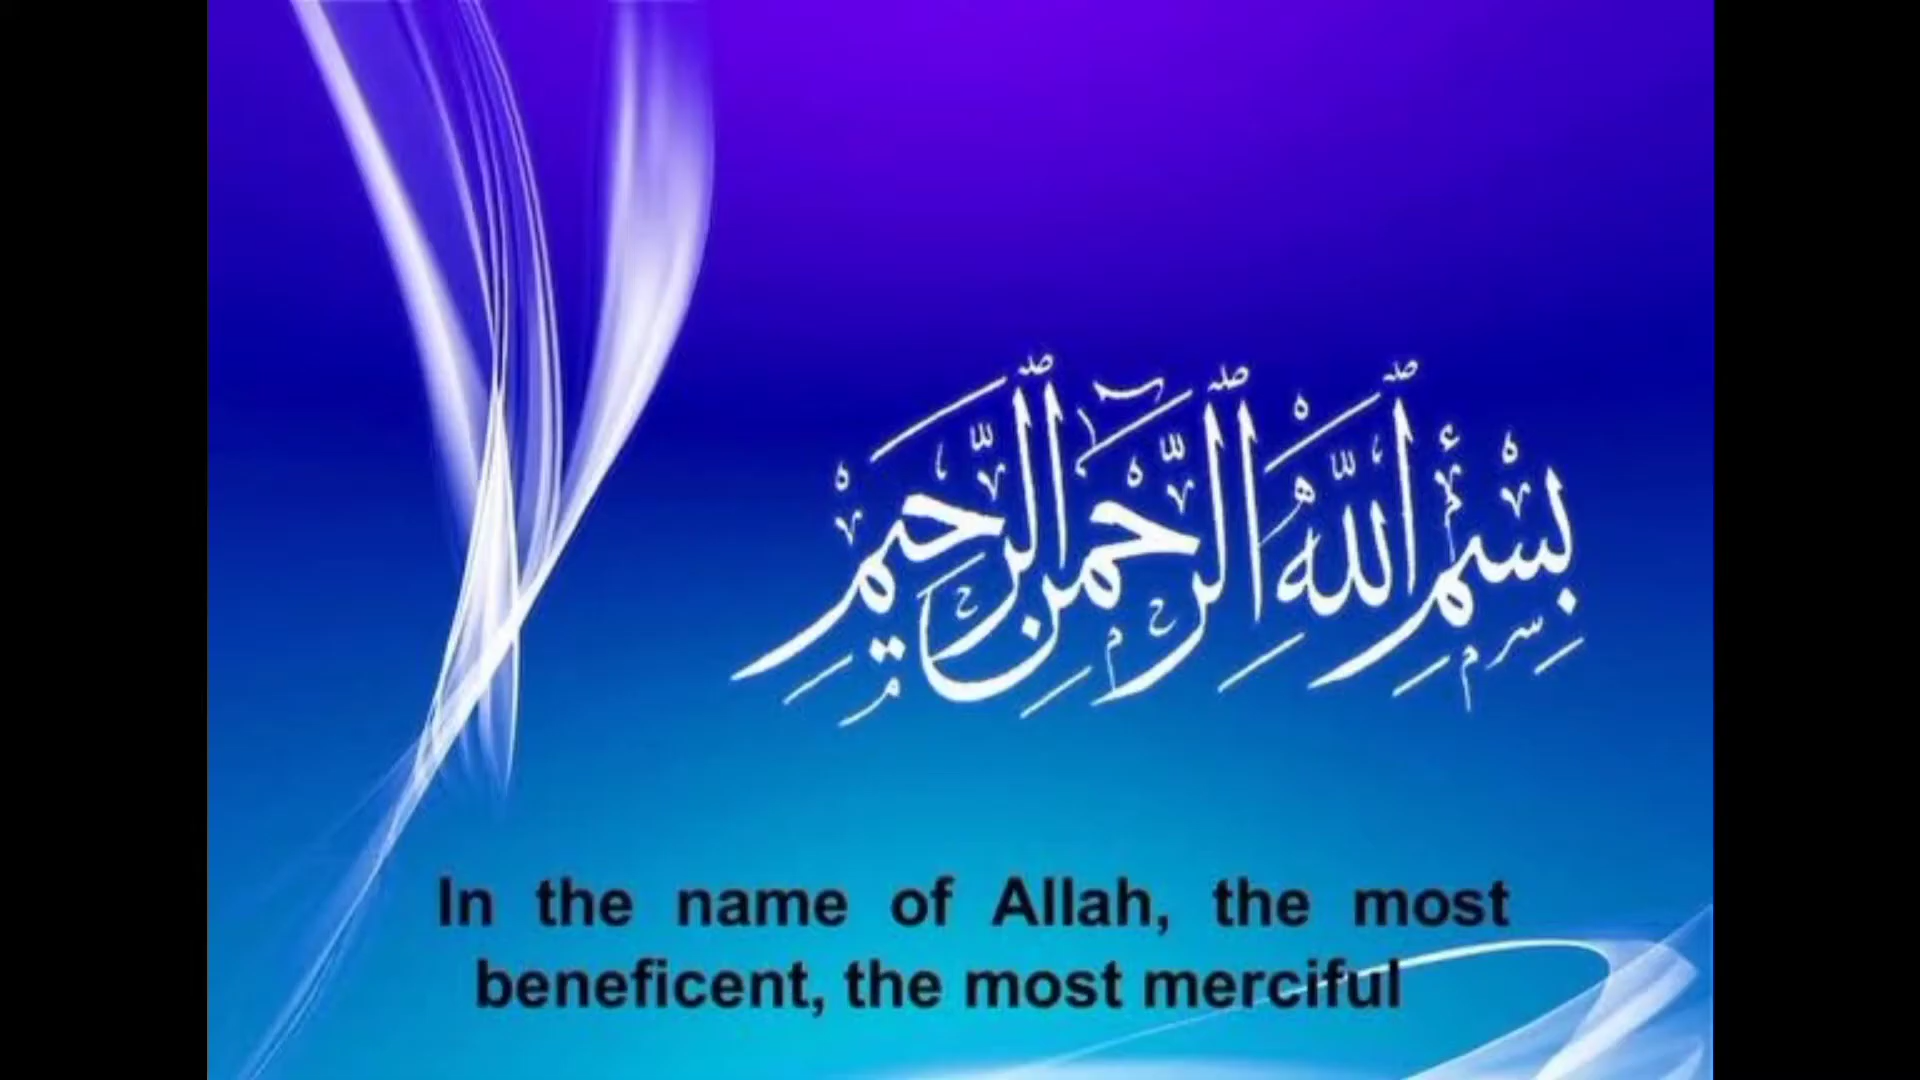 بِسْمِ ٱللَّهِ ٱلرَّحْمَٰنِ ٱلرَّحِيمِ
In the name of Allah, the most
beneficent, the most merciful